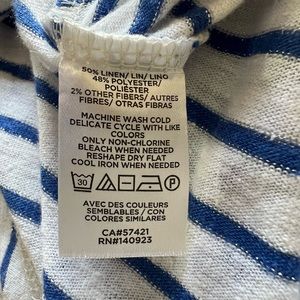 50% LINEN/ LIN/ LINO
48% POLYESTER/
POLIÉSTER
2% OTHER FIBERS/ AUTRES
FIBRES/ OTRAS FIBRAS
MACHINE WASH COLD
DELICATE CYCLE WITH LIKE
COLORS
ONLY NON-CHLORINE
BLEACH WHEN NEEDED
RESHAPE DRY FLAT
COOL IRON WHEN NEEDED
30 P
AVEC DES COULEURS
SEMBLABLES / CON
COLORES SIMILARES
CA#57421
RN#140923